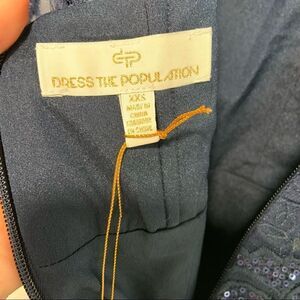 DRESS THE POPULATION
XXS
MADE IN
CHINA